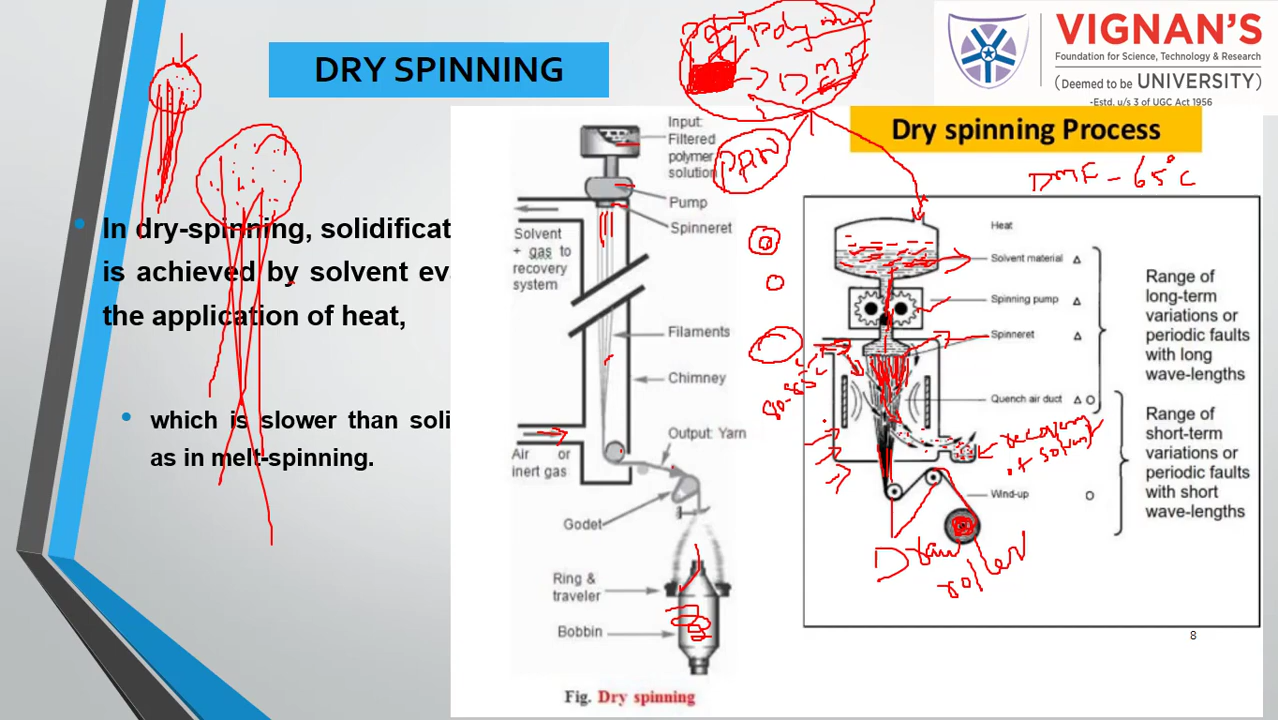 DRY SPINNING
VIGNAN'S
Foundation for Science, Technology & Research
(Deemed to be UNIVERSITY)
-Estd. u/s 3 of UGC Act 1956
Dry spinning Process
PAN
DMF - 65°C
In dry-spinning, solidificat
is achieved by solvent ev
the application of heat,
which is slower than soli
as in melt-spinning.
Input:
Filtered
polymer
solution
Pump
Spinneret
Solvent
+ gas to
recovery
system
Filaments
Chimney
Output: Yarn
Air or
inert gas
Godet
Ring &
traveler
Bobbin
Fig. Dry spinning
Heat
Solvent material
Spinning pump
Spinneret
Quench air duct
Wind-up
recovery
of solvent
Draw
roller
Range of
long-term
variations or
periodic faults
with long
wave-lengths
Range of
short-term
variations or
periodic faults
with short
wave-lengths
8